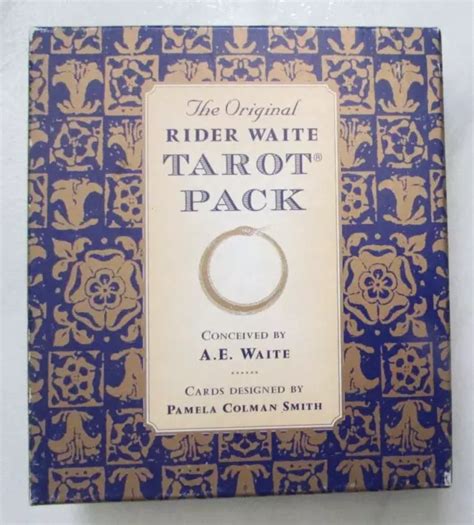 The Original
RIDER WAITE
TAROT®
PACK
CONCEIVED BY
A.E. WAITE
CARDS DESIGNED BY
PAMELA COLMAN SMITH